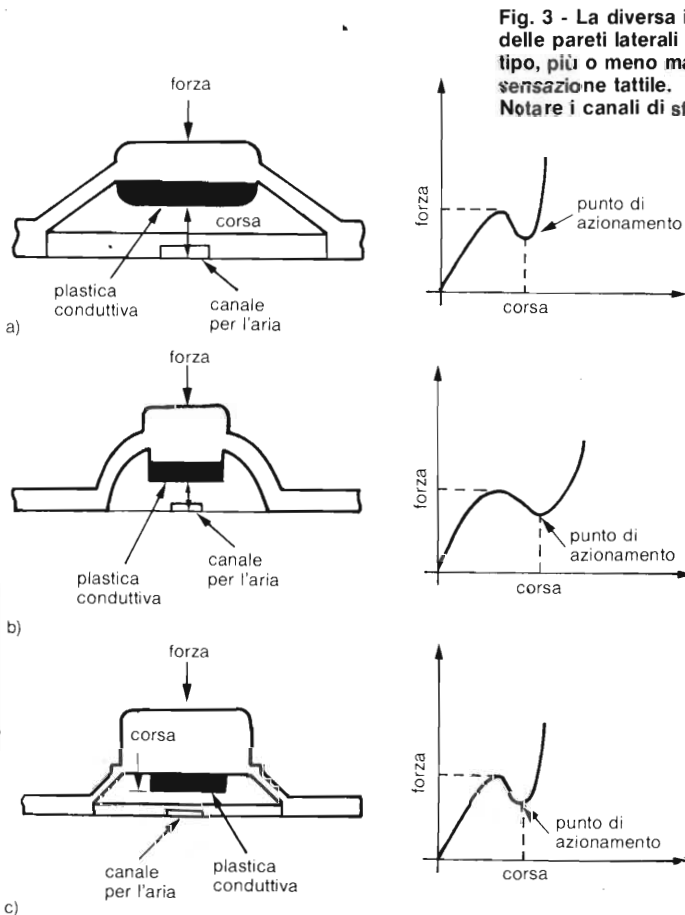 Fig. 3 - La diversa
delle pareti laterali
tipo, più o meno
sensazione tattile.
Notare i canali di
forza
corsa
plastica
conduttiva
canale
per l'aria
a)
forza
punto di
azionamento
corsa
forza
plastica
conduttiva
canale
per l'aria
b)
forza
punto di
azionamento
corsa
forza
corsa
canale
per l'aria
plastica
conduttiva
c)
forza
punto di
azionamento
corsa